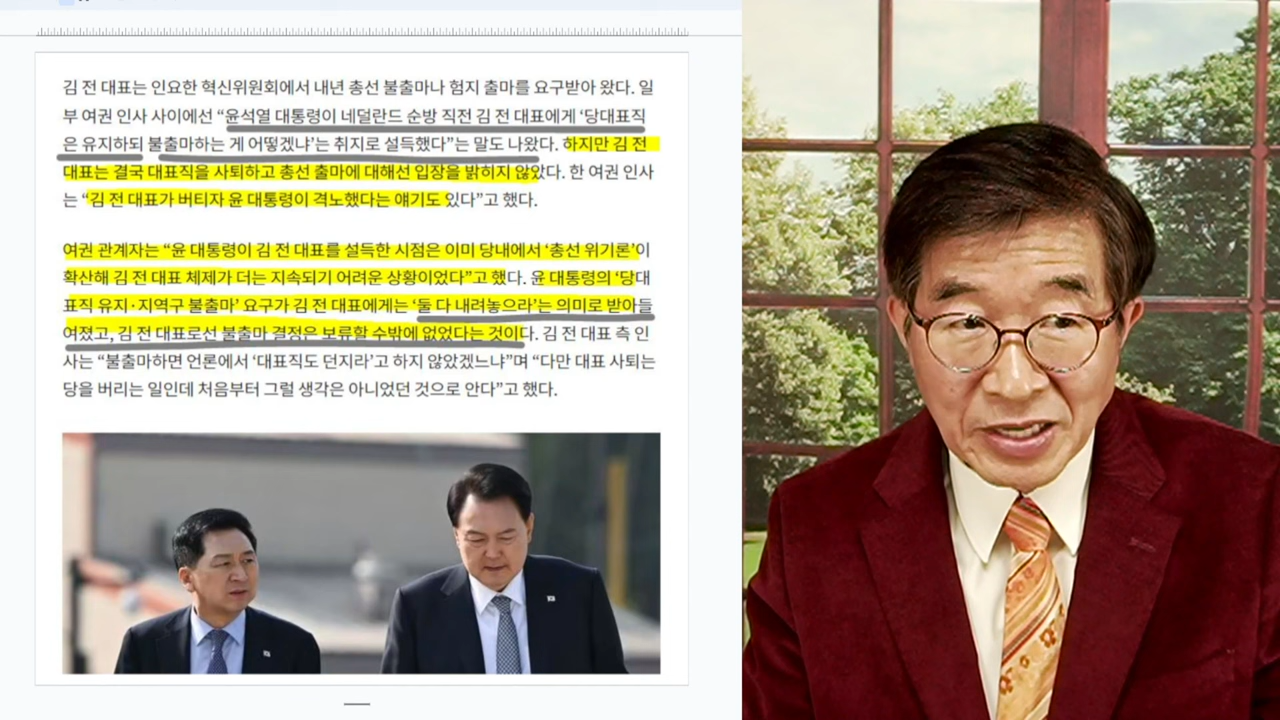 김 전 대표는 인요한 혁신위원회에서 내년 총선 불출마나 험지 출마를 요구받아 왔다. 일
부 여권 인사 사이에선 “윤석열 대통령이 네덜란드 순방 직전 김 전 대표에게 ‘당대표직
은 유지하되 불출마하는 게 어떻겠냐’는 취지로 설득했다”는 말도 나왔다. 하지만 김 전
대표는 결국 대표직을 사퇴하고 총선 출마에 대해선 입장을 밝히지 않았다. 한 여권 인사
는 “김 전 대표가 버티자 윤 대통령이 격노했다는 얘기도 있다”고 했다.
여권 관계자는 “윤 대통령이 김 전 대표를 설득한 시점은 이미 당내에서 ‘총선 위기론’이
확산해 김 전 대표 체제가 더는 지속되기 어려운 상황이었다”고 했다. 윤 대통령의 ‘당대
표직 유지·지역구 불출마’ 요구가 김 전 대표에게는 ‘둘 다 내려놓으라’는 의미로 받아들
여졌고, 김 전 대표로선 불출마 결정은 보류할 수밖에 없었다는 것이다. 김 전 대표 측 인
사는 “불출마하면 언론에서 ‘대표직도 던지라’고 하지 않았겠느냐”며 “다만 대표 사퇴는
당을 버리는 일인데 처음부터 그럴 생각은 아니었던 것으로 안다”고 했다.